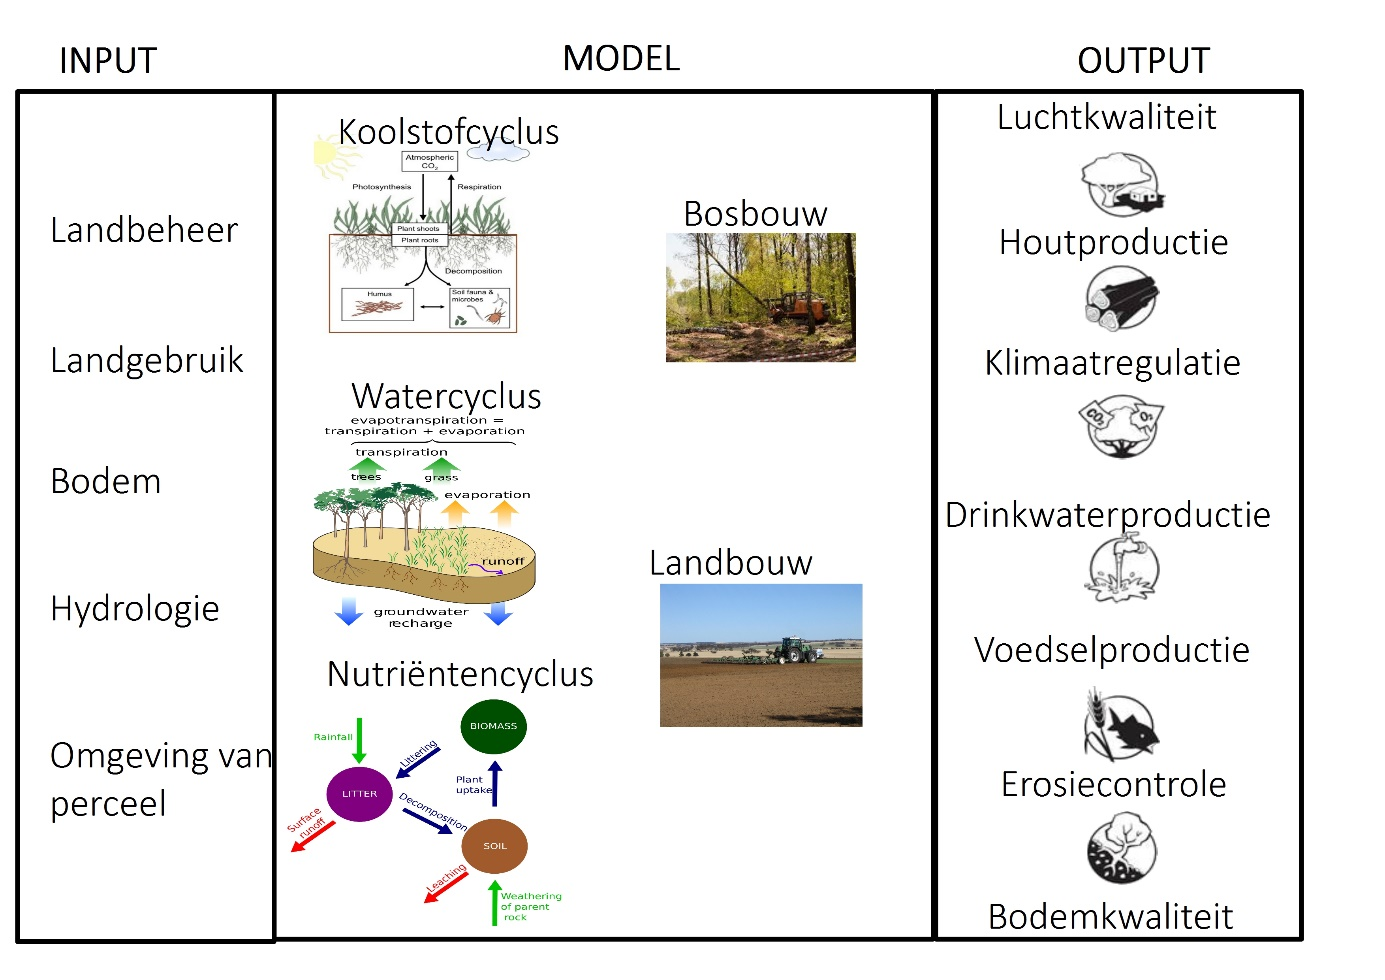 INPUT
MODEL
OUTPUT
Landbeheer
Landgebruik
Bodem
Hydrologie
Omgeving van
perceel
Koolstofcyclus
Atmospheric
CO2
Photosynthesis
Respiration
Plant shoots
Plant roots
Decomposition
Humus
Soil fauna &
microbes
Watercyclus
evapotranspiration =
transpiration + evaporation
transpiration
trees
grass
evaporation
runoff
groundwater
recharge
Nutriëntencyclus
BIOMASS
Rainfall
Littering
LITTER
Plant
uptake
Decomposition
Surface
runoff
SOIL
Leaching
Weathering
of parent
rock
Bosbouw
Landbouw
Luchtkwaliteit
Houtproductie
Klimaatregulatie
CO2
O2
Drinkwaterproductie
Voedselproductie
Erosiecontrole
Bodemkwaliteit